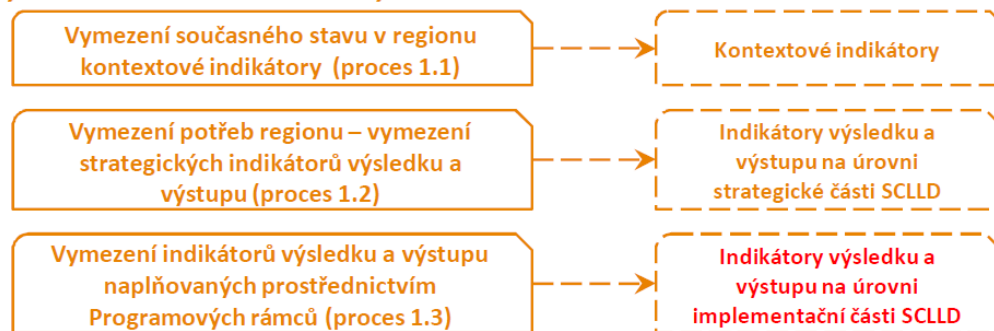 Vymezení současného stavu v regionu
kontextové indikátory (proces 1.1)
Kontextové indikátory
Vymezení potřeb regionu – vymezení
strategických indikátorů výsledku a
výstupu (proces 1.2)
Indikátory výsledku a
výstupu na úrovni
strategické části SCLLD
Vymezení indikátorů výsledku a výstupu
naplňovaných prostřednictvím
Programových rámců (proces 1.3)
Indikátory výsledku a
výstupu na úrovni
implementační části SCLLD